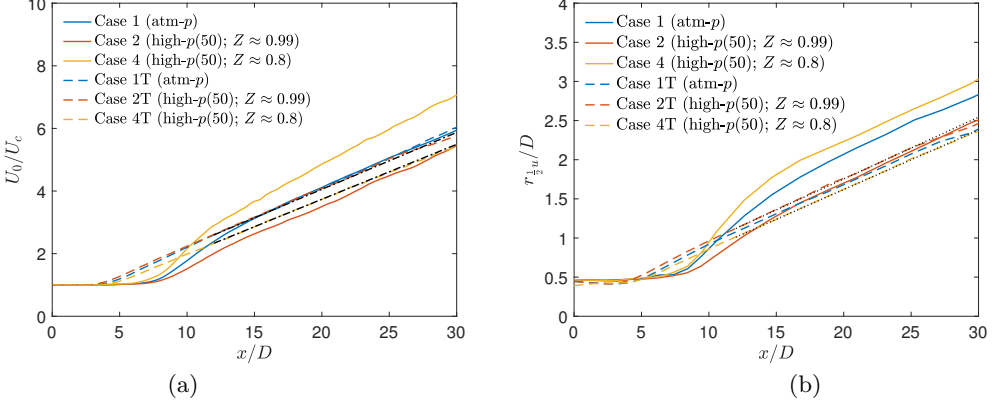 Case 1 (atm-p)
Case 2 (high-p(50); Z ≈ 0.99)
Case 4 (high-p(50); Z ≈ 0.8)
Case 1T (atm-p)
Case 2T (high-p(50); Z ≈ 0.99)
Case 4T (high-p(50); Z ≈ 0.8)
10
8
6
4
2
0
U₀/U_c
0 5 10 15 20 25 30
x/D
(a)
Case 1 (atm-p)
Case 2 (high-p(50); Z ≈ 0.99)
Case 4 (high-p(50); Z ≈ 0.8)
Case 1T (atm-p)
Case 2T (high-p(50); Z ≈ 0.99)
Case 4T (high-p(50); Z ≈ 0.8)
4
3.5
3
2.5
2
1.5
1
0.5
0
r_{½u}/D
0 5 10 15 20 25 30
x/D
(b)